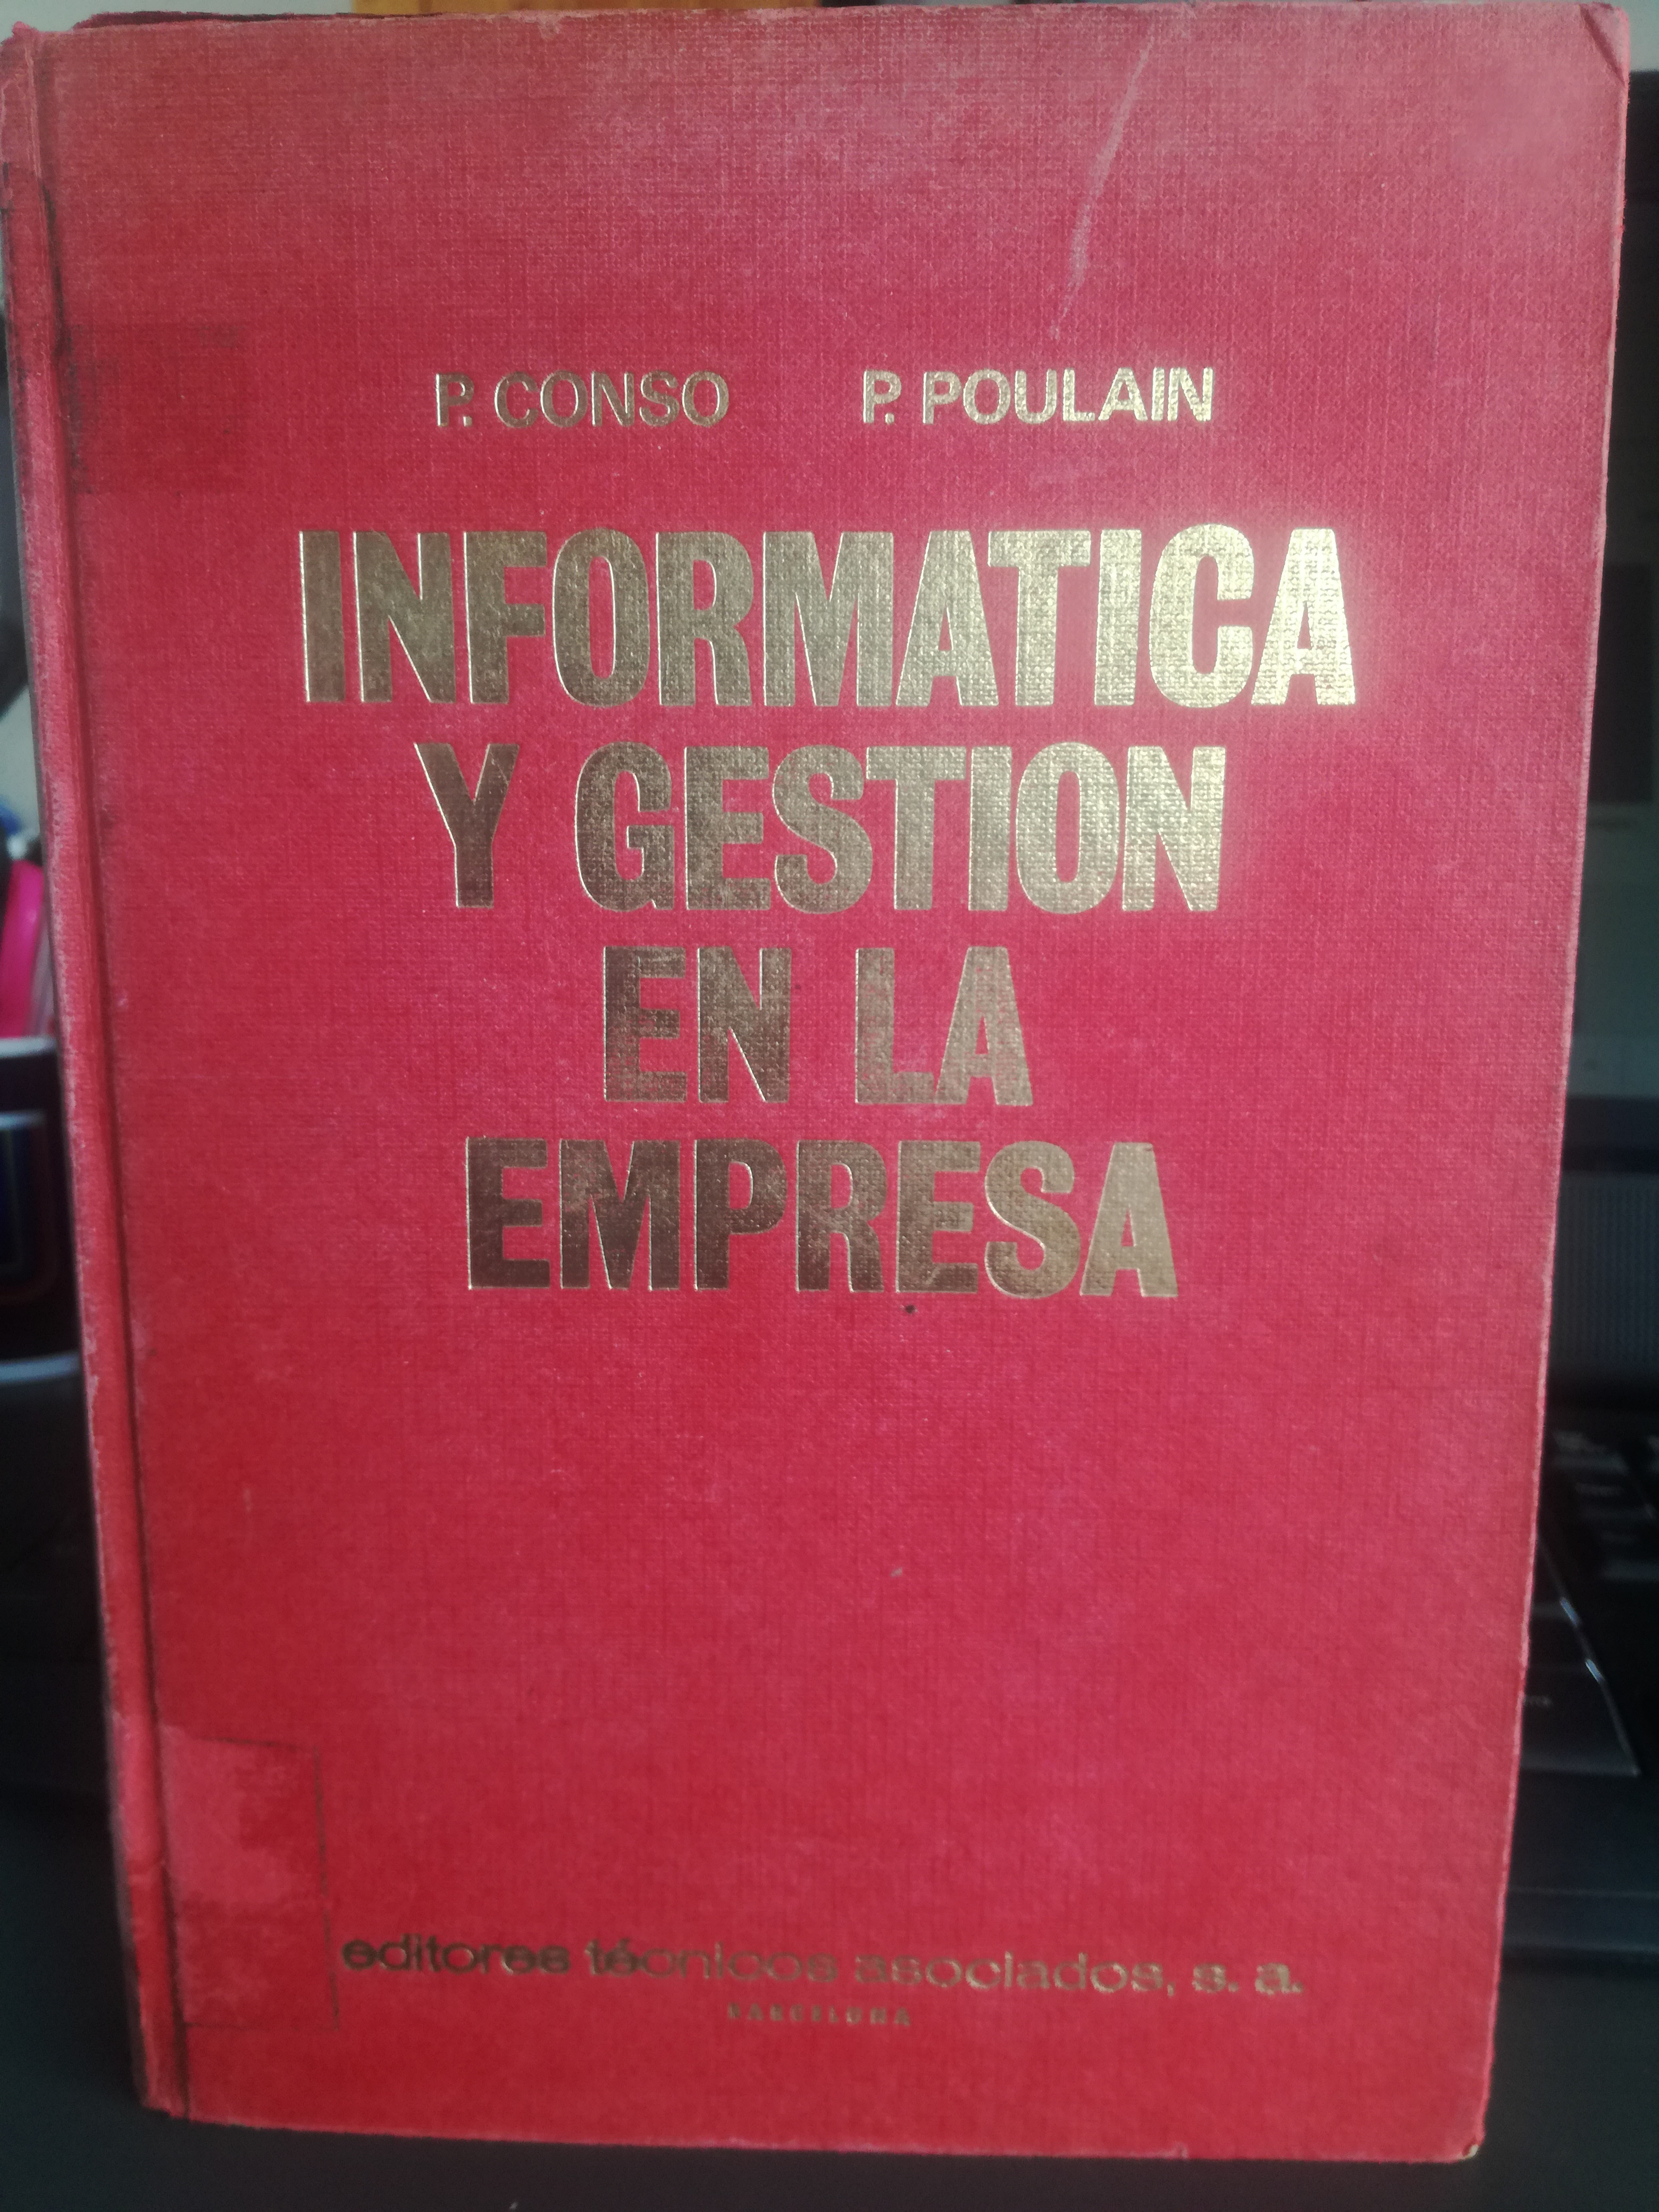 P. CONSO P. POULAIN
INFORMATICA
Y GESTION
EN LA
EMPRESA
editores técnicos asociados, s. a.
BARCELONA